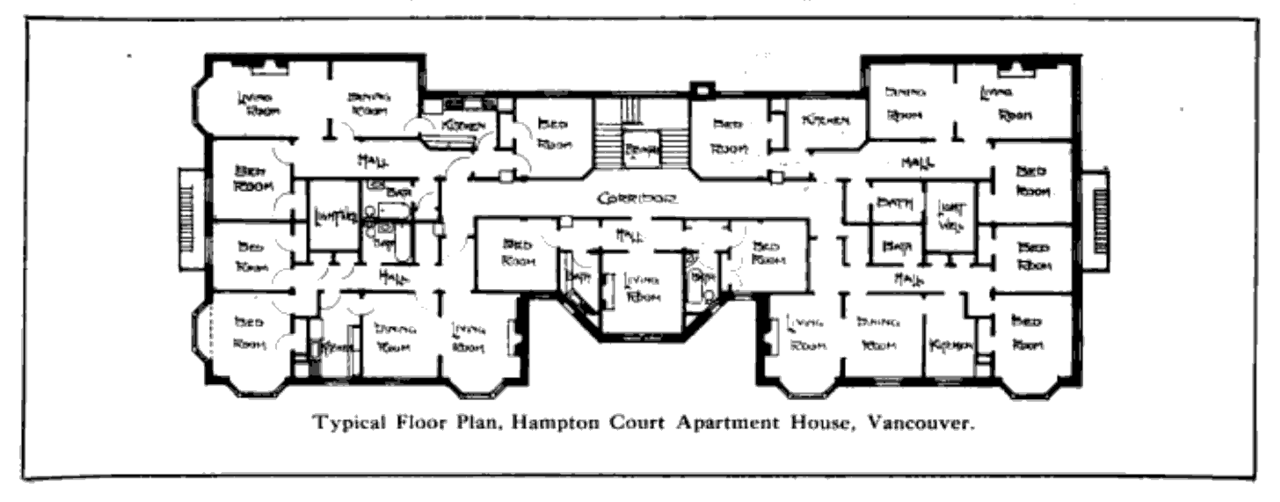 LIVING ROOM
DINING ROOM
KITCHEN
BED ROOM
BED ROOM
KITCHEN
DINING ROOM
LIVING ROOM
HALL
HALL
BED ROOM
BATH
CORRIDOR
BATH
LIGHT WELL
BED ROOM
BATH
HALL
BATH
BED ROOM
HALL
BED ROOM
BATH
LIVING ROOM
BATH
BED ROOM
HALL
BED ROOM
BED ROOM
KITCHEN
DINING ROOM
LIVING ROOM
LIVING ROOM
DINING ROOM
KITCHEN
BED ROOM
Typical Floor Plan, Hampton Court Apartment House, Vancouver.